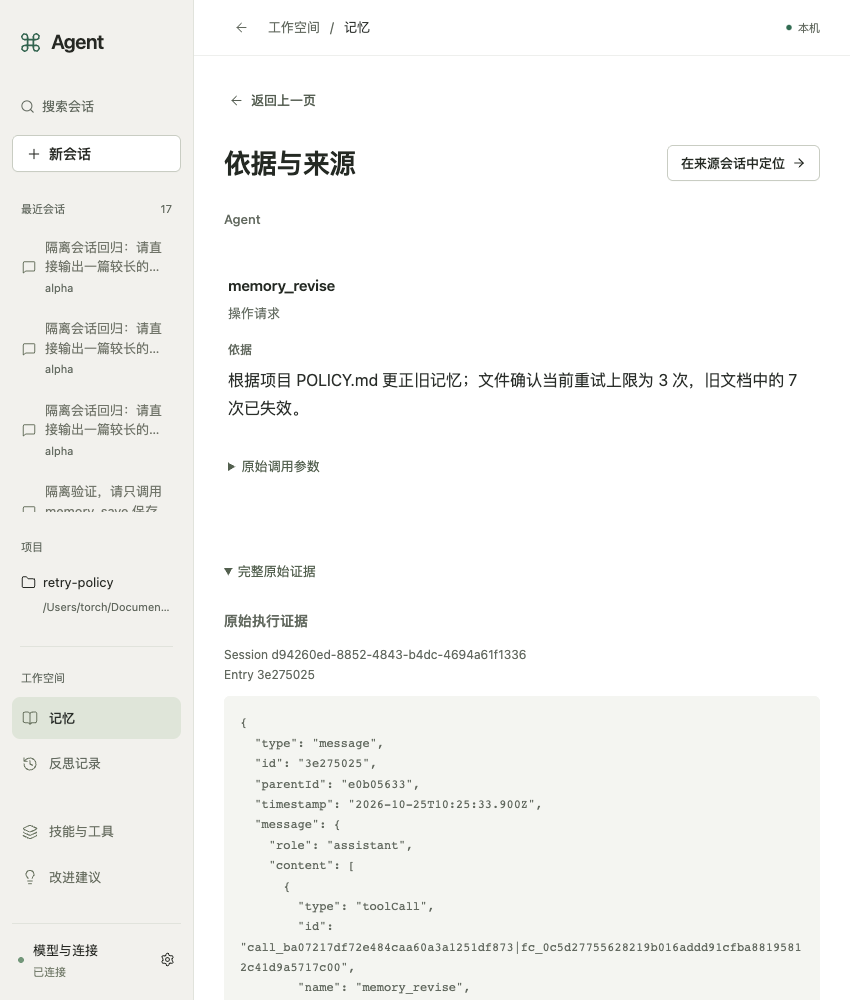 Agent
搜索会话
+ 新会话
最近会话 17
隔离会话回归：请直
接输出一篇较长的...
alpha
隔离会话回归：请直
接输出一篇较长的...
alpha
隔离会话回归：请直
接输出一篇较长的...
alpha
隔离验证，请只调用
memory_save 保存
项目
retry-policy
/Users/torch/Documen...
工作空间
记忆
反思记录
技能与工具
改进建议
模型与连接
已连接
← 工作空间 / 记忆
本机
← 返回上一页
依据与来源
在来源会话中定位 →
Agent
memory_revise
操作请求
依据
根据项目 POLICY.md 更正旧记忆；文件确认当前重试上限为 3 次，旧文档中的 7
次已失效。
▶ 原始调用参数
▼ 完整原始证据
原始执行证据
Session d94260ed-8852-4843-b4dc-4694a61f1336
Entry 3e275025
{
"type": "message",
"id": "3e275025",
"parentId": "e0b05633",
"timestamp": "2026-10-25T10:25:33.900Z",
"message": {
"role": "assistant",
"content": [
{
"type": "toolCall",
"id":
"call_ba07217df72e484caa60a3a1251df873|fc_0c5d27755628219b016addd91cfba8819581
2c41d9a5717c00",
"name": "memory_revise",